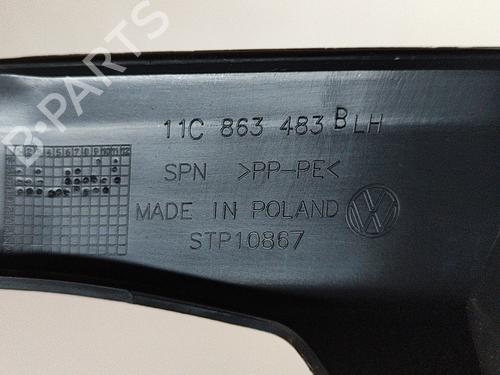 B-PARTS
11C 863 483 B LH
SPN >PP-PE<
MADE IN POLAND
STP10867